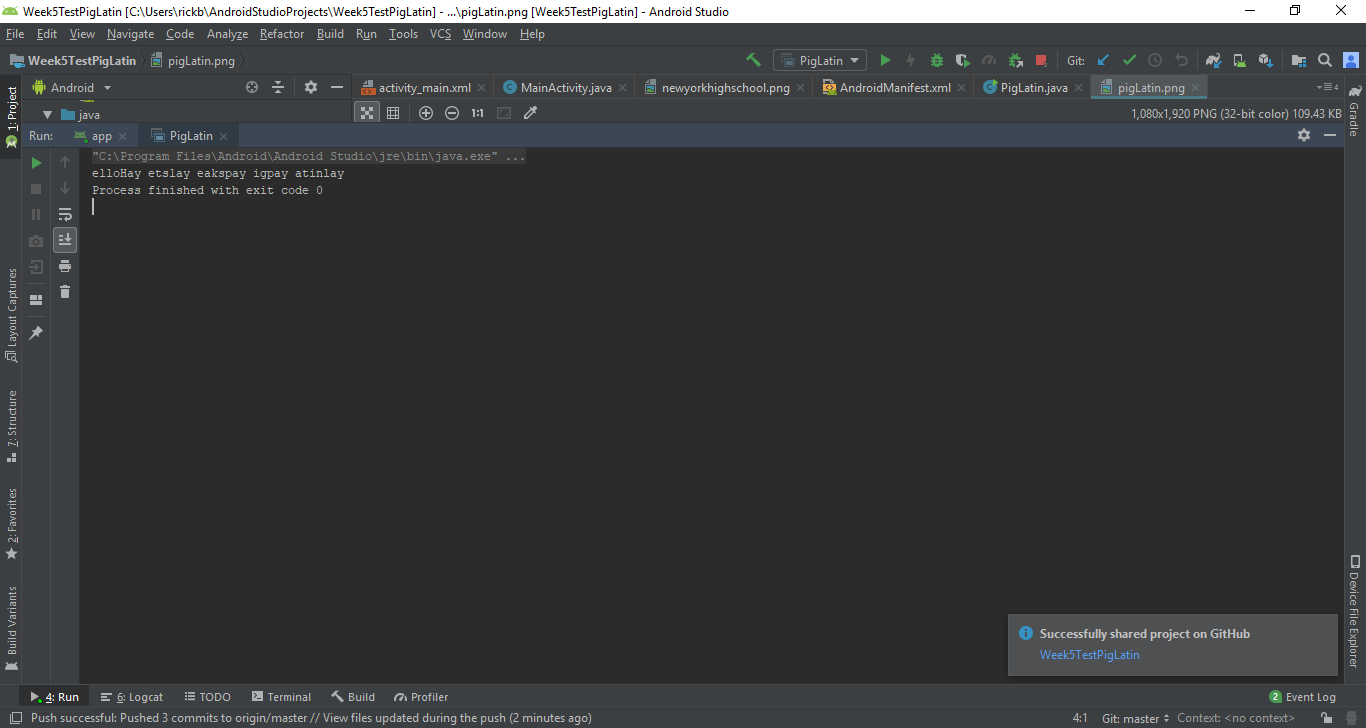 Week5TestPigLatin [C:\Users\rickb\AndroidStudioProjects\Week5TestPigLatin] - ...\pigLatin.png [Week5TestPigLatin] - Android Studio
File Edit View Navigate Code Analyze Refactor Build Run Tools VCS Window Help
Week5TestPigLatin pigLatin.png PigLatin Git:
1: Project
Android activity_main.xml MainActivity.java newyorkhighschool.png AndroidManifest.xml PigLatin.java pigLatin.png 4
java 1:1 1,080x1,920 PNG (32-bit color) 109.43 KB
Gradle
Run: app PigLatin
"C:\Program Files\Android\Android Studio\jre\bin\java.exe" ...
elloHay etslay eakspay igpay atinlay
Process finished with exit code 0
Layout Captures
7: Structure
2: Favorites
Build Variants
Device File Explorer
Successfully shared project on GitHub
Week5TestPigLatin
4: Run 6: Logcat TODO Terminal Build Profiler 2 Event Log
Push successful: Pushed 3 commits to origin/master // View files updated during the push (2 minutes ago) 4:1 Git: master Context: <no context>